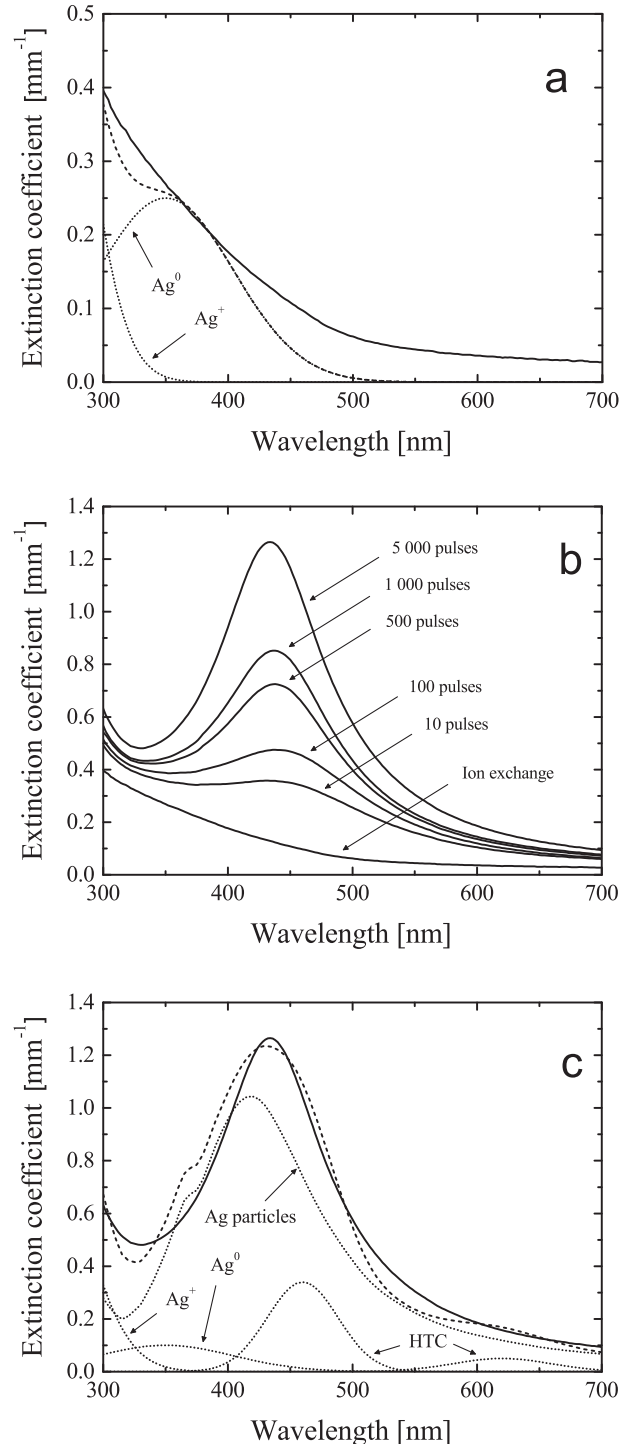 0.5
a
0.4
0.3
0.2
0.1
0.0
Extinction coefficient [mm⁻¹]
Ag⁰
Ag⁺
300 400 500 600 700
Wavelength [nm]
1.4
b
1.2
1.0
0.8
0.6
0.4
0.2
0.0
Extinction coefficient [mm⁻¹]
5 000 pulses
1 000 pulses
500 pulses
100 pulses
10 pulses
Ion exchange
300 400 500 600 700
Wavelength [nm]
1.4
c
1.2
1.0
0.8
0.6
0.4
0.2
0.0
Extinction coefficient [mm⁻¹]
Ag particles
Ag⁰
Ag⁺
HTC
300 400 500 600 700
Wavelength [nm]